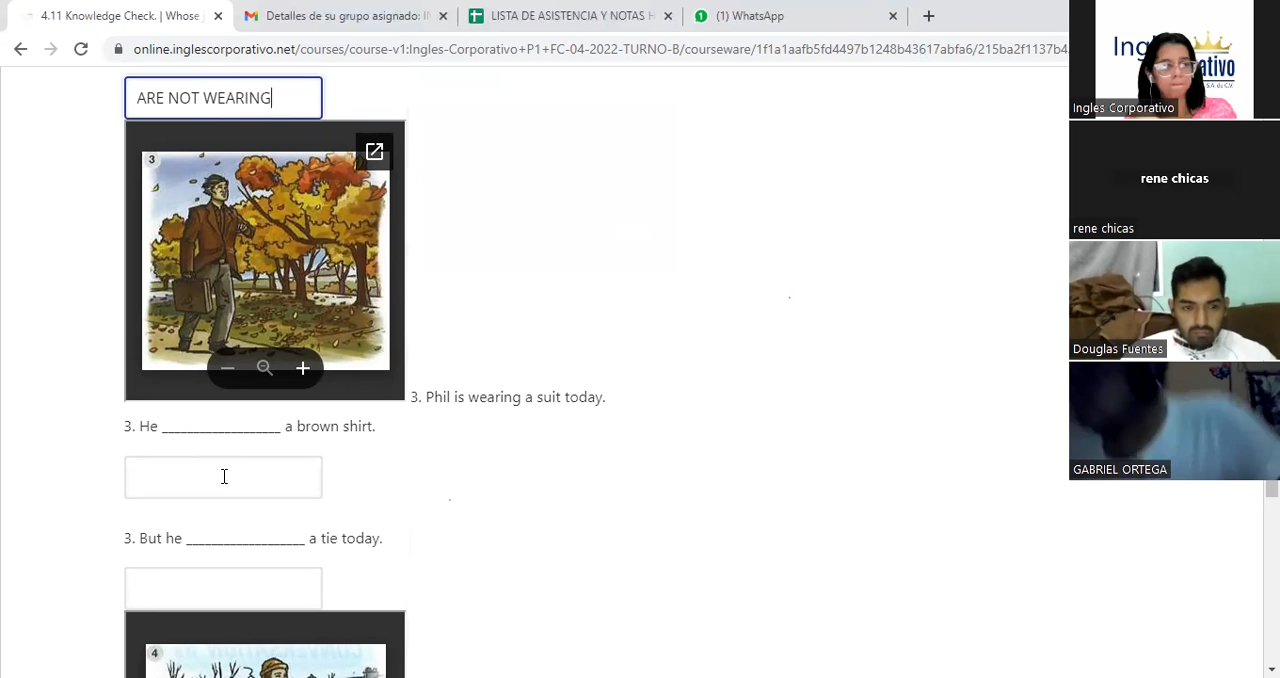 4.11 Knowledge Check. | Whose J
Detalles de su grupo asignado: IN
LISTA DE ASISTENCIA Y NOTAS H
(1) WhatsApp
online.inglescorporativo.net/courses/course-v1:Ingles-Corporativo+P1+FC-04-2022-TURNO-B/courseware/1f1a1aafb5fd4497b1248b43617abfa6/215ba2f1137b4
ARE NOT WEARING
3
3. Phil is wearing a suit today.
3. He ___________________ a brown shirt.
3. But he ___________________ a tie today.
4
Ingles Corporativo
rene chicas
rene chicas
Douglas Fuentes
GABRIEL ORTEGA